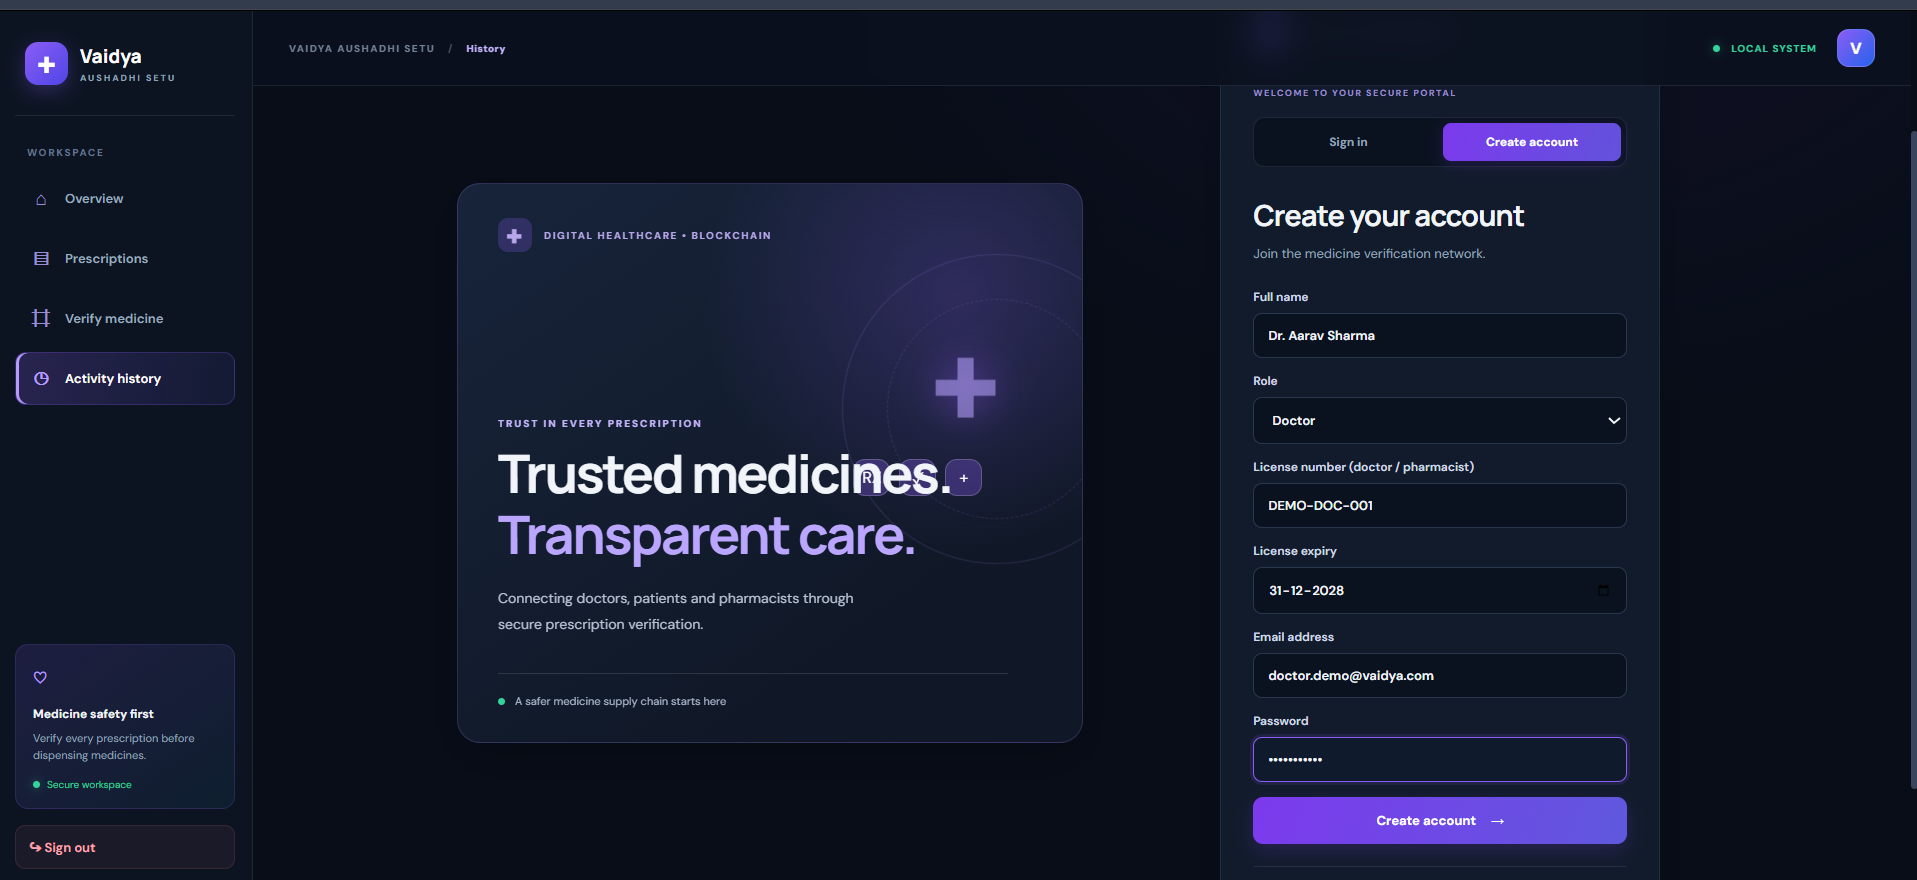 Vaidya
AUSHADHI SETU
WORKSPACE
Overview
Prescriptions
Verify medicine
Activity history
Medicine safety first
Verify every prescription before
dispensing medicines.
Secure workspace
Sign out
VAIDYA AUSHADHI SETU / History
LOCAL SYSTEM
V
DIGITAL HEALTHCARE • BLOCKCHAIN
TRUST IN EVERY PRESCRIPTION
Trusted medicines.
Transparent care.
Connecting doctors, patients and pharmacists through
secure prescription verification.
A safer medicine supply chain starts here
WELCOME TO YOUR SECURE PORTAL
Sign in
Create account
Create your account
Join the medicine verification network.
Full name
Dr. Aarav Sharma
Role
Doctor
License number (doctor / pharmacist)
DEMO-DOC-001
License expiry
31-12-2028
Email address
doctor.demo@vaidya.com
Password
•••••••••••
Create account →